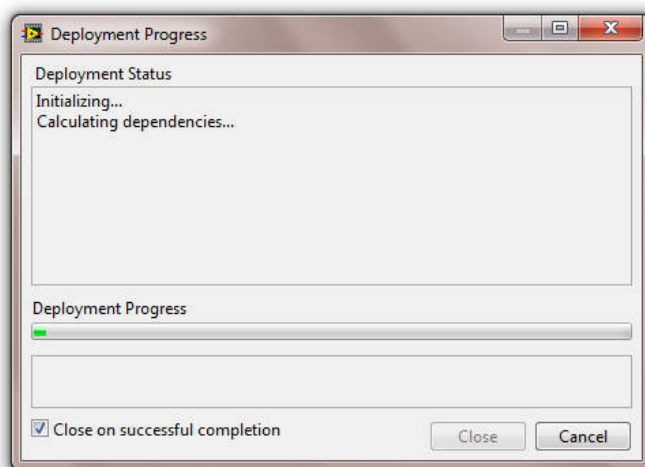 Deployment Progress
Deployment Status
Initializing...
Calculating dependencies...
Deployment Progress
Close on successful completion
Close
Cancel